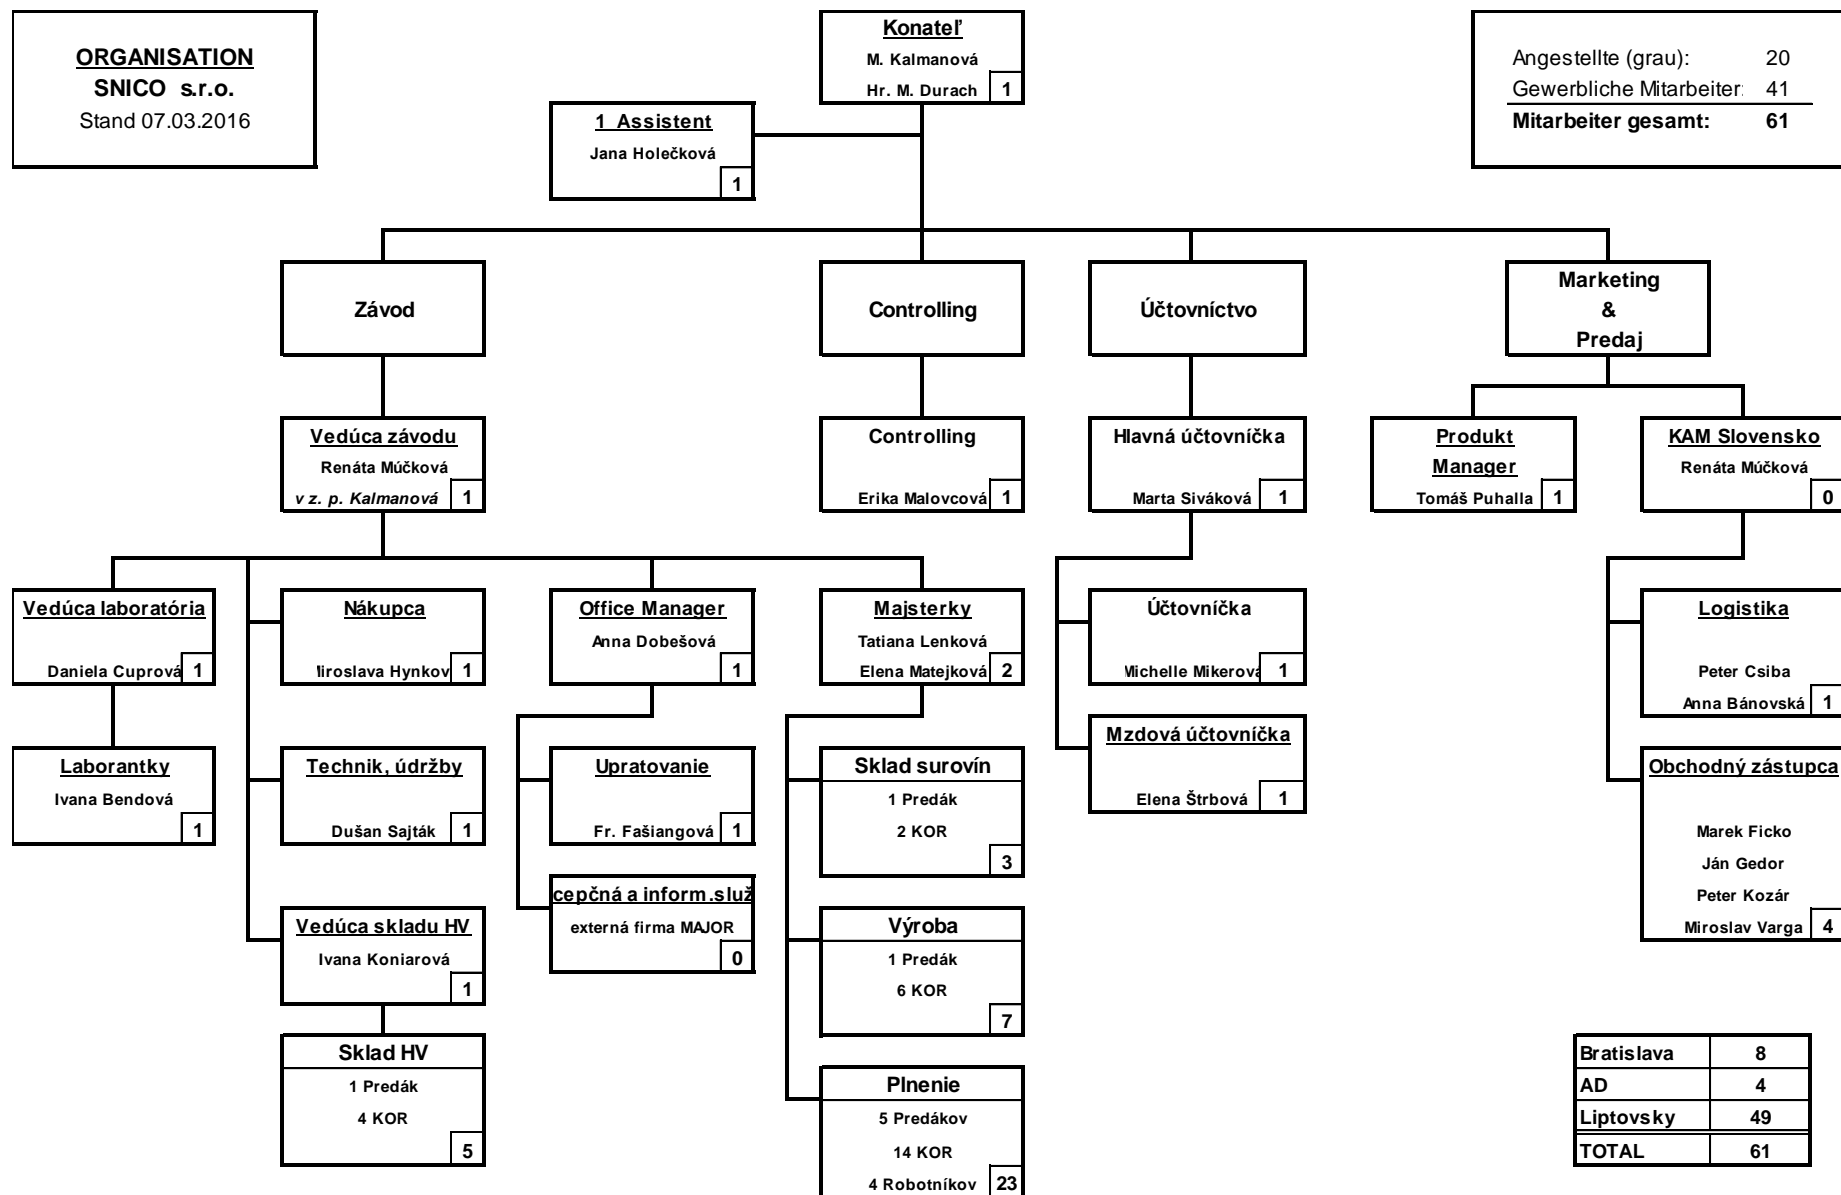 ORGANISATION
SNICO s.r.o.
Stand 07.03.2016
Konateľ
M. Kalmanová
Hr. M. Durach 1
Angestellte (grau): 20
Gewerbliche Mitarbeiter: 41
Mitarbeiter gesamt: 61
1 Assistent
Jana Holečková
1
Závod
Controlling
Účtovníctvo
Marketing
&
Predaj
Vedúca závodu
Renáta Múčková
v z. p. Kalmanová 1
Controlling
Erika Malovcová 1
Hlavná účtovníčka
Marta Siváková 1
Produkt
Manager
Tomáš Puhalla 1
KAM Slovensko
Renáta Múčková
0
Vedúca laboratória
Daniela Cuprová 1
Nákupca
liroslava Hynkov 1
Office Manager
Anna Dobešová
1
Majsterky
Tatiana Lenková
Elena Matejková 2
Účtovníčka
Michelle Mikerová 1
Logistika
Peter Csiba
Anna Bánovská 1
Laborantky
Ivana Bendová
1
Technik, údržby
Dušan Sajták 1
Upratovanie
Fr. Fašiangová 1
Sklad surovín
1 Predák
2 KOR
3
Mzdová účtovníčka
Elena Štrbová 1
Obchodný zástupca
Marek Ficko
Ján Gedor
Peter Kozár
Miroslav Varga 4
Vedúca skladu HV
Ivana Koniarová
1
cepčná a inform.služ
externá firma MAJOR
0
Výroba
1 Predák
6 KOR
7
Sklad HV
1 Predák
4 KOR
5
Plnenie
5 Predákov
14 KOR
4 Robotníkov 23
Bratislava 8
AD 4
Liptovsky 49
TOTAL 61